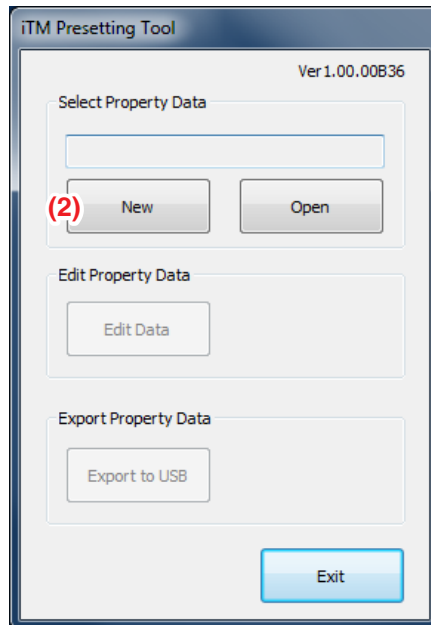 iTM Presetting Tool
Ver1.00.00B36
Select Property Data
(2) New Open
Edit Property Data
Edit Data
Export Property Data
Export to USB
Exit